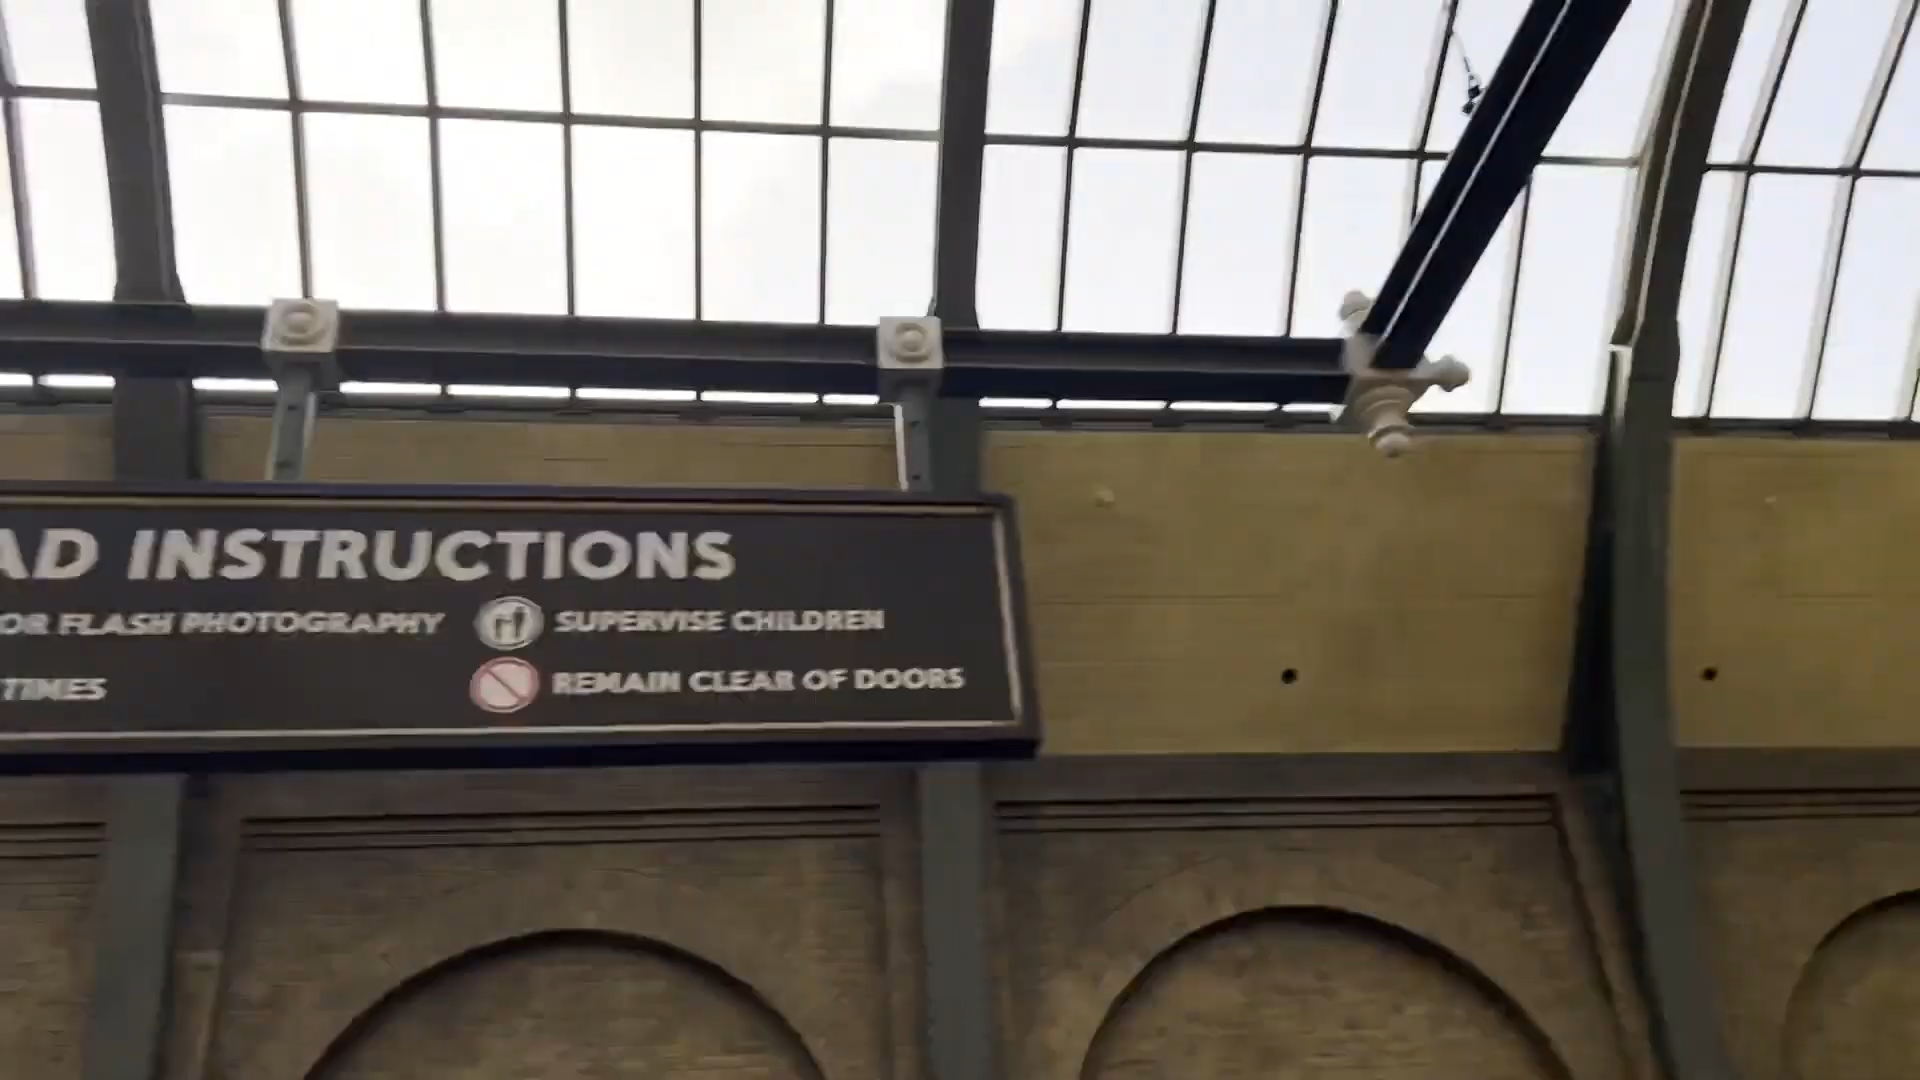 AD INSTRUCTIONS
OR FLASH PHOTOGRAPHY SUPERVISE CHILDREN
TIMES REMAIN CLEAR OF DOORS